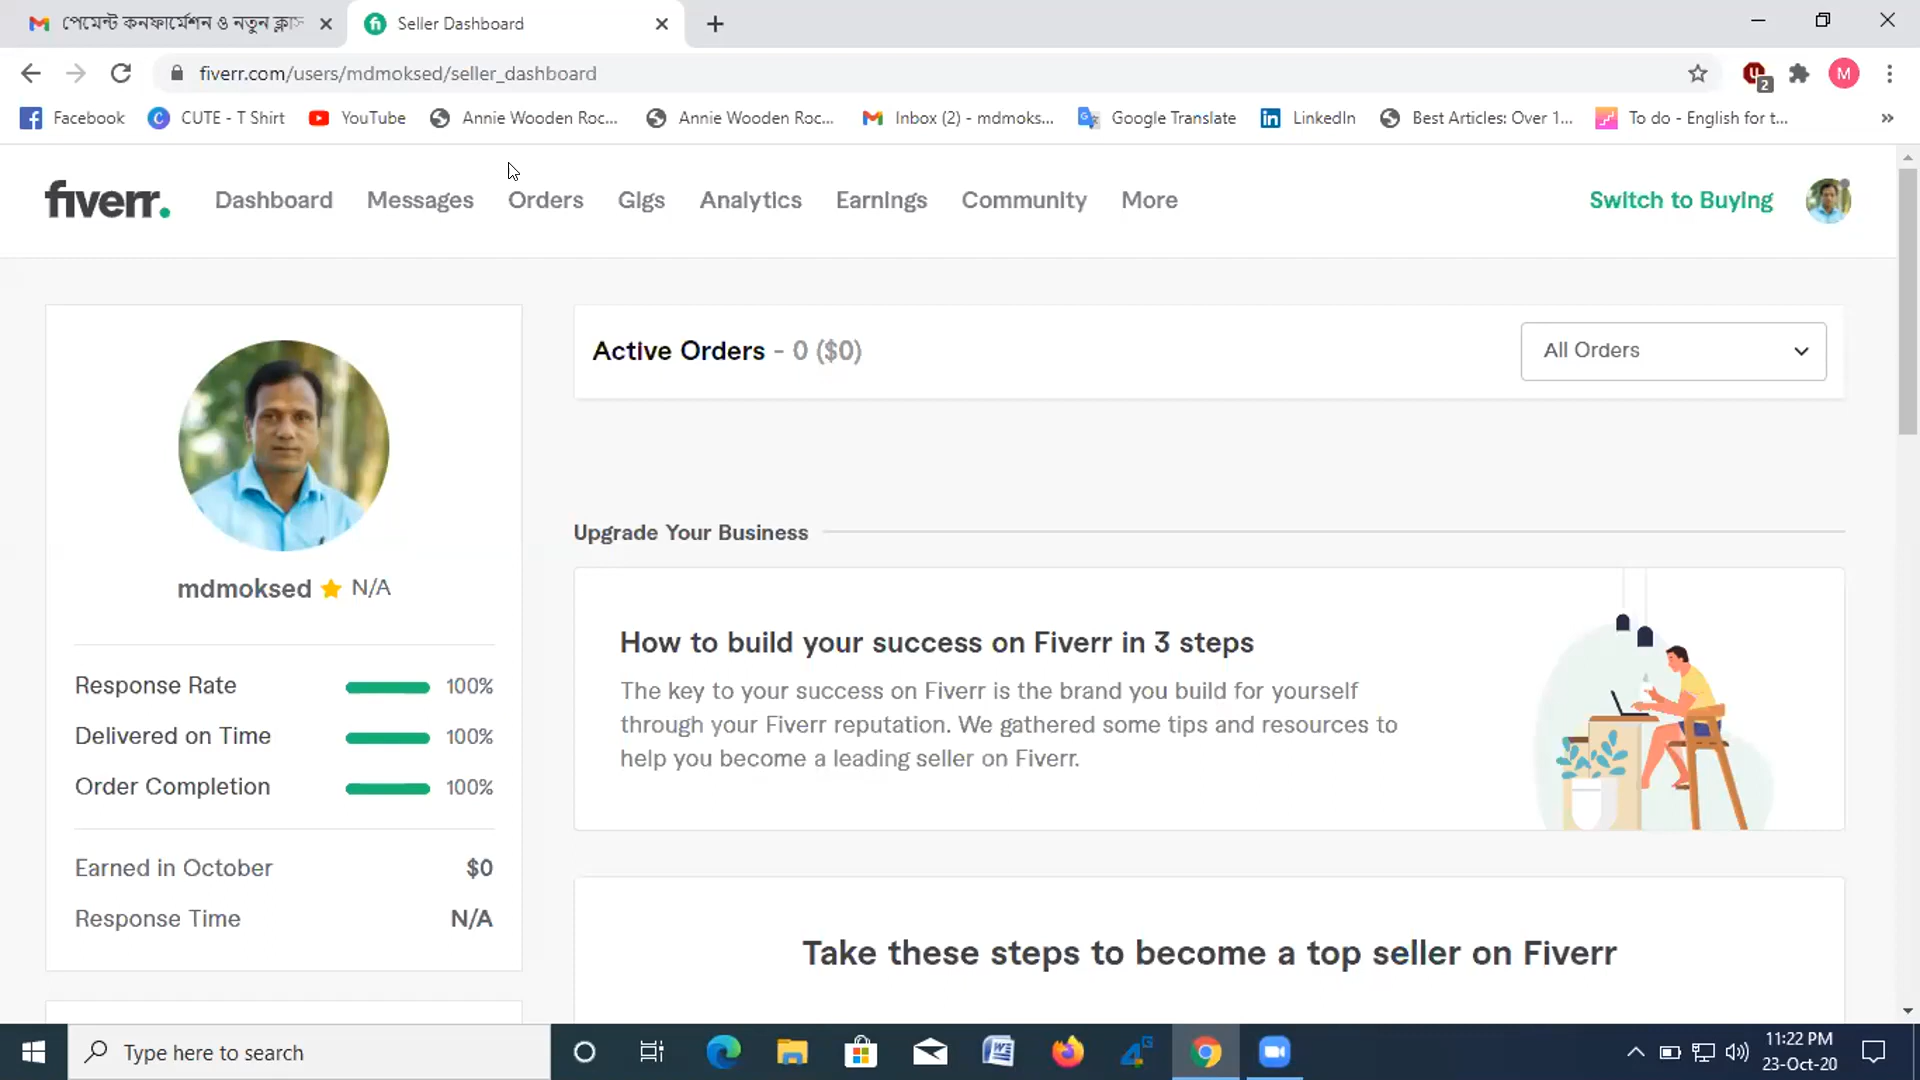 পেমেন্ট কনফার্মেশন ও নতুন ক্লাস
Seller Dashboard
fiverr.com/users/mdmoksed/seller_dashboard
2
M
Facebook
CUTE - T Shirt
YouTube
Annie Wooden Roc...
Annie Wooden Roc...
Inbox (2) - mdmoks...
Google Translate
LinkedIn
Best Articles: Over 1...
To do - English for t...
»
fiverr.
Dashboard
Messages
Orders
Gigs
Analytics
Earnings
Community
More
Switch to Buying
mdmoksed ★ N/A
Response Rate 100%
Delivered on Time 100%
Order Completion 100%
Earned in October $0
Response Time N/A
Active Orders - 0 ($0)
All Orders
Upgrade Your Business
How to build your success on Fiverr in 3 steps
The key to your success on Fiverr is the brand you build for yourself
through your Fiverr reputation. We gathered some tips and resources to
help you become a leading seller on Fiverr.
Take these steps to become a top seller on Fiverr
Type here to search
11:22 PM
23-Oct-20